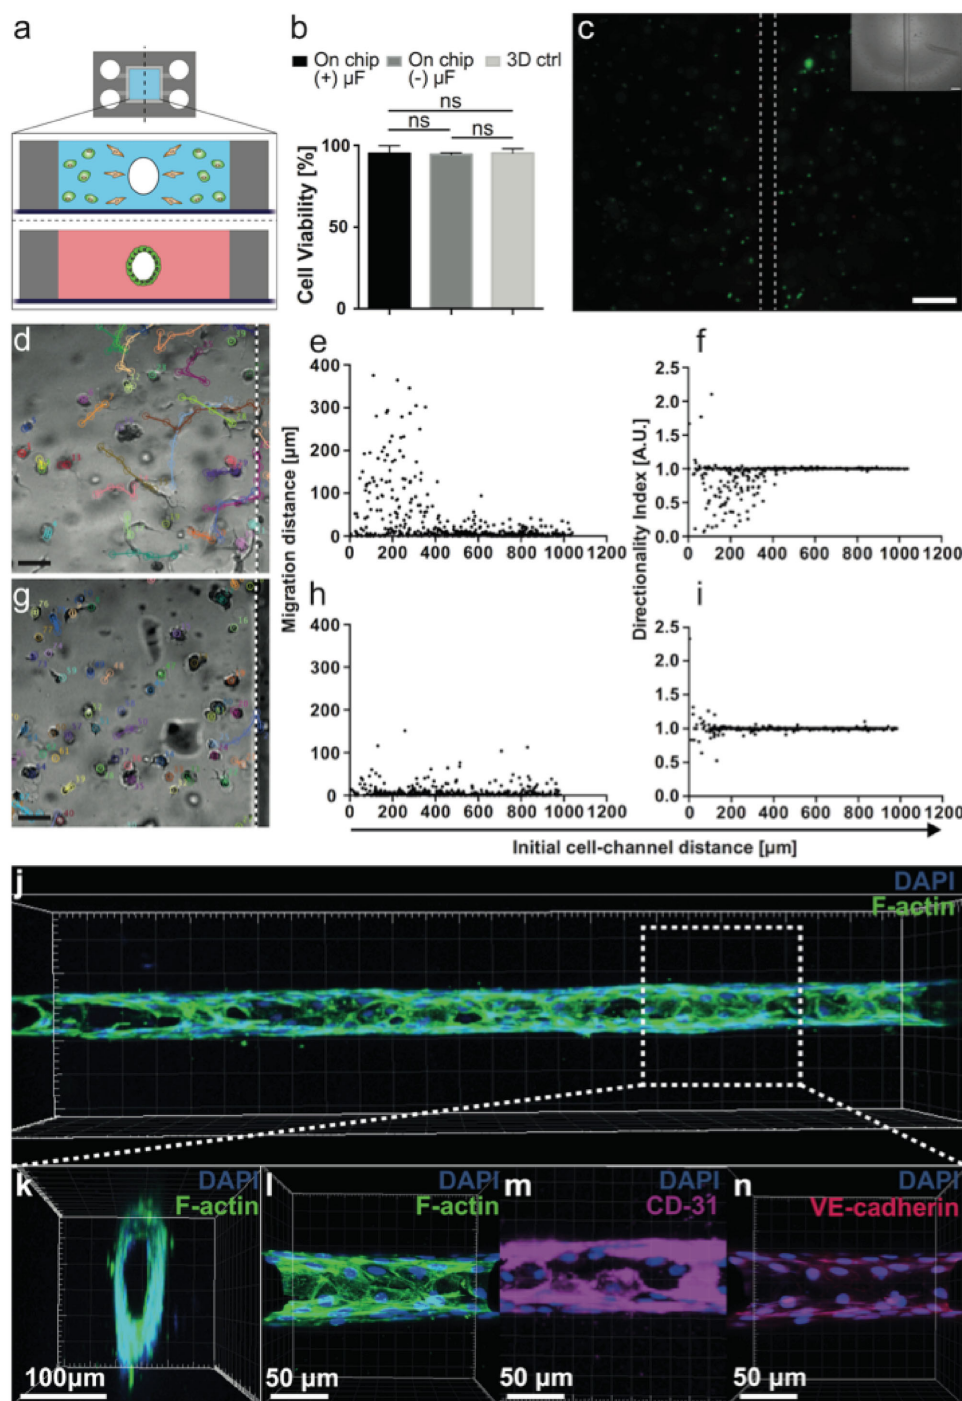 a
b
On chip
(+) µF
On chip
(-) µF
3D ctrl
ns
ns
ns
Cell Viability [%]
100
50
0
c
d
e
Migration distance [µm]
400
300
200
100
0
0 200 400 600 800 1000 1200
f
Directionality Index [A.U.]
2.5
2.0
1.5
1.0
0.5
0 200 400 600 800 1000 1200
g
h
400
300
200
100
0
0 200 400 600 800 1000 1200
i
2.5
2.0
1.5
1.0
0.5
0 200 400 600 800 1000 1200
Initial cell-channel distance [µm]
j
DAPI
F-actin
k
DAPI
F-actin
100µm
l
DAPI
F-actin
50 µm
m
DAPI
CD-31
50 µm
n
DAPI
VE-cadherin
50 µm